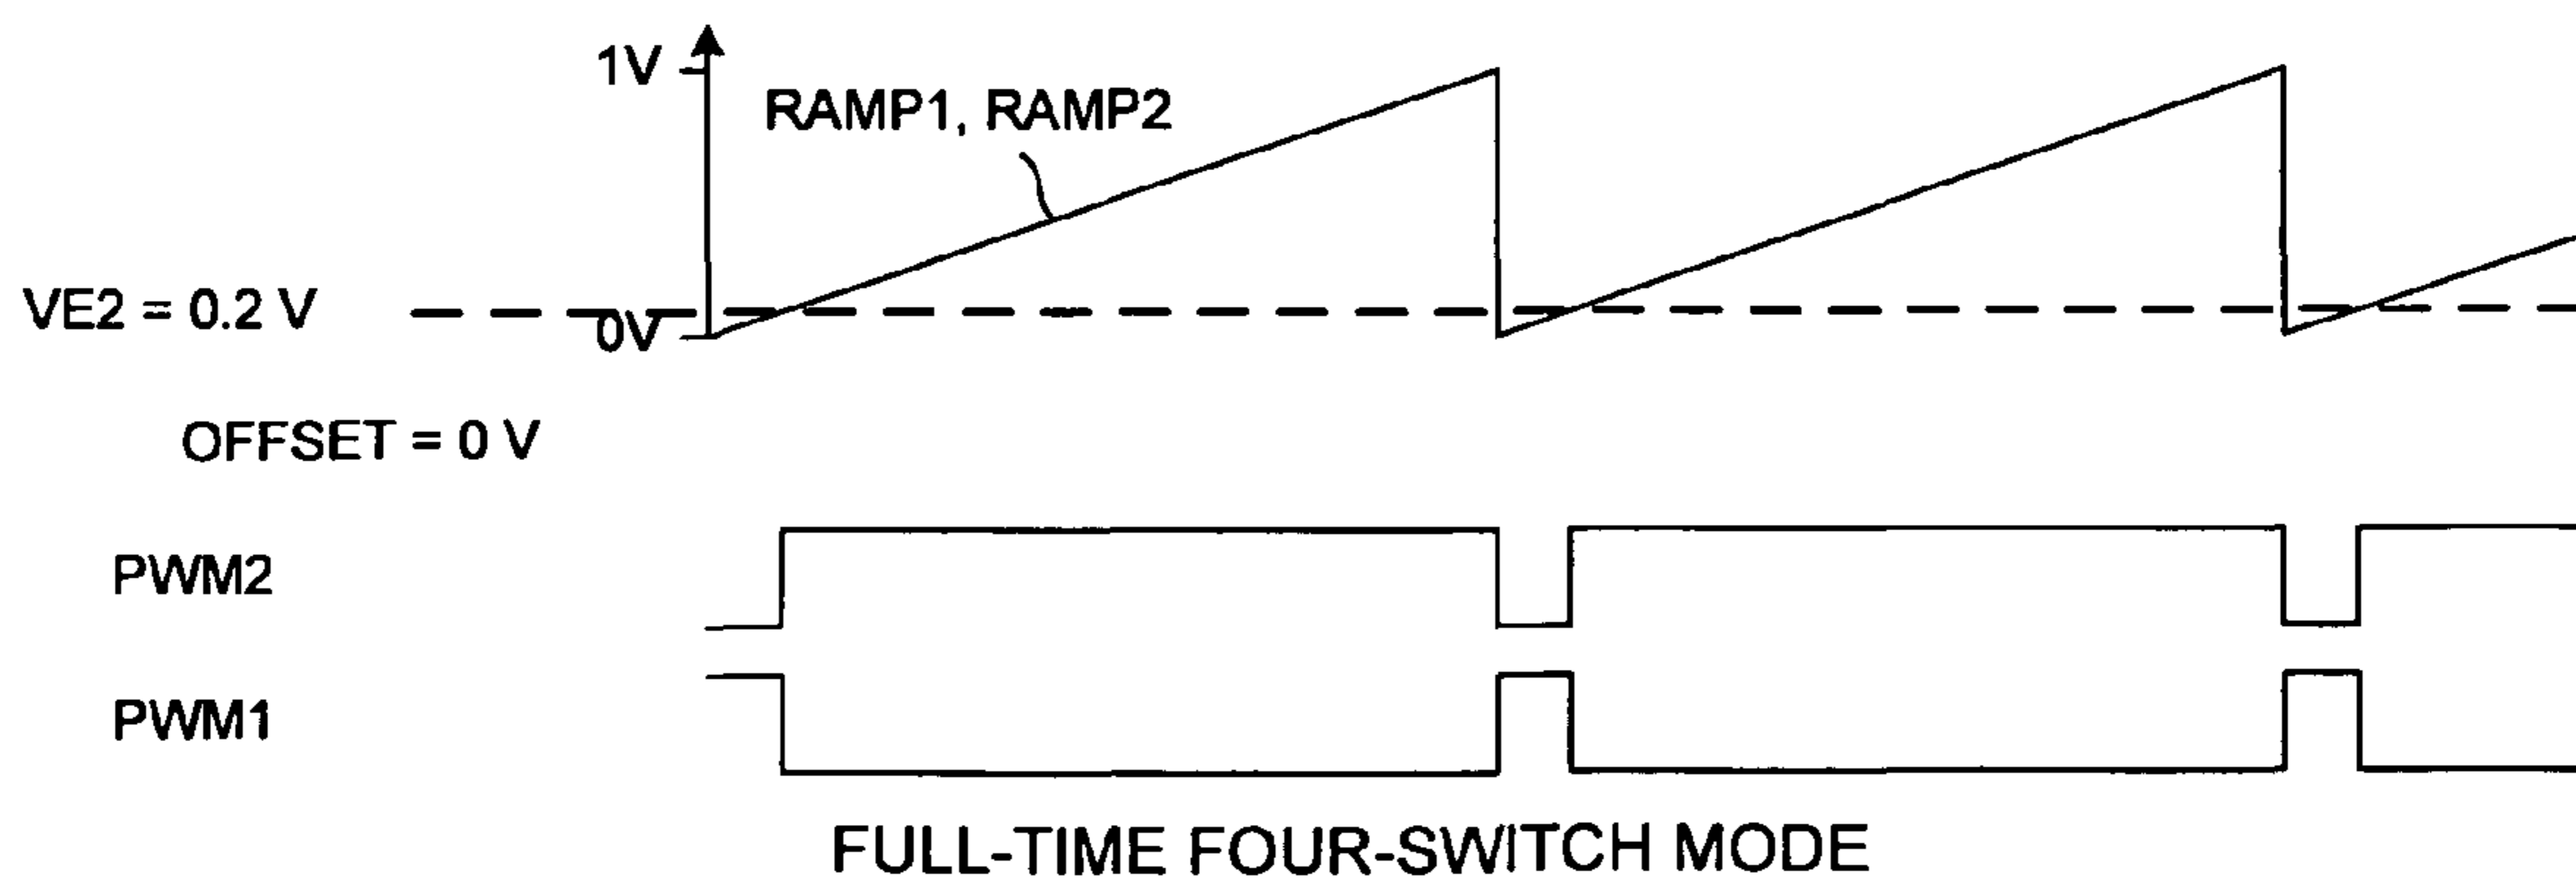 1V
RAMP1, RAMP2
VE2 = 0.2 V
0V
OFFSET = 0 V
PWM2
PWM1
FULL-TIME FOUR-SWITCH MODE